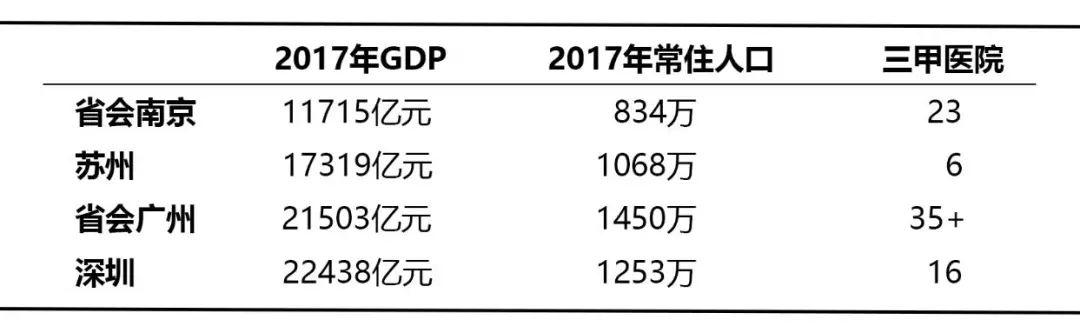 2017年GDP 2017年常住人口 三甲医院
省会南京 11715亿元 834万 23
苏州 17319亿元 1068万 6
省会广州 21503亿元 1450万 35+
深圳 22438亿元 1253万 16